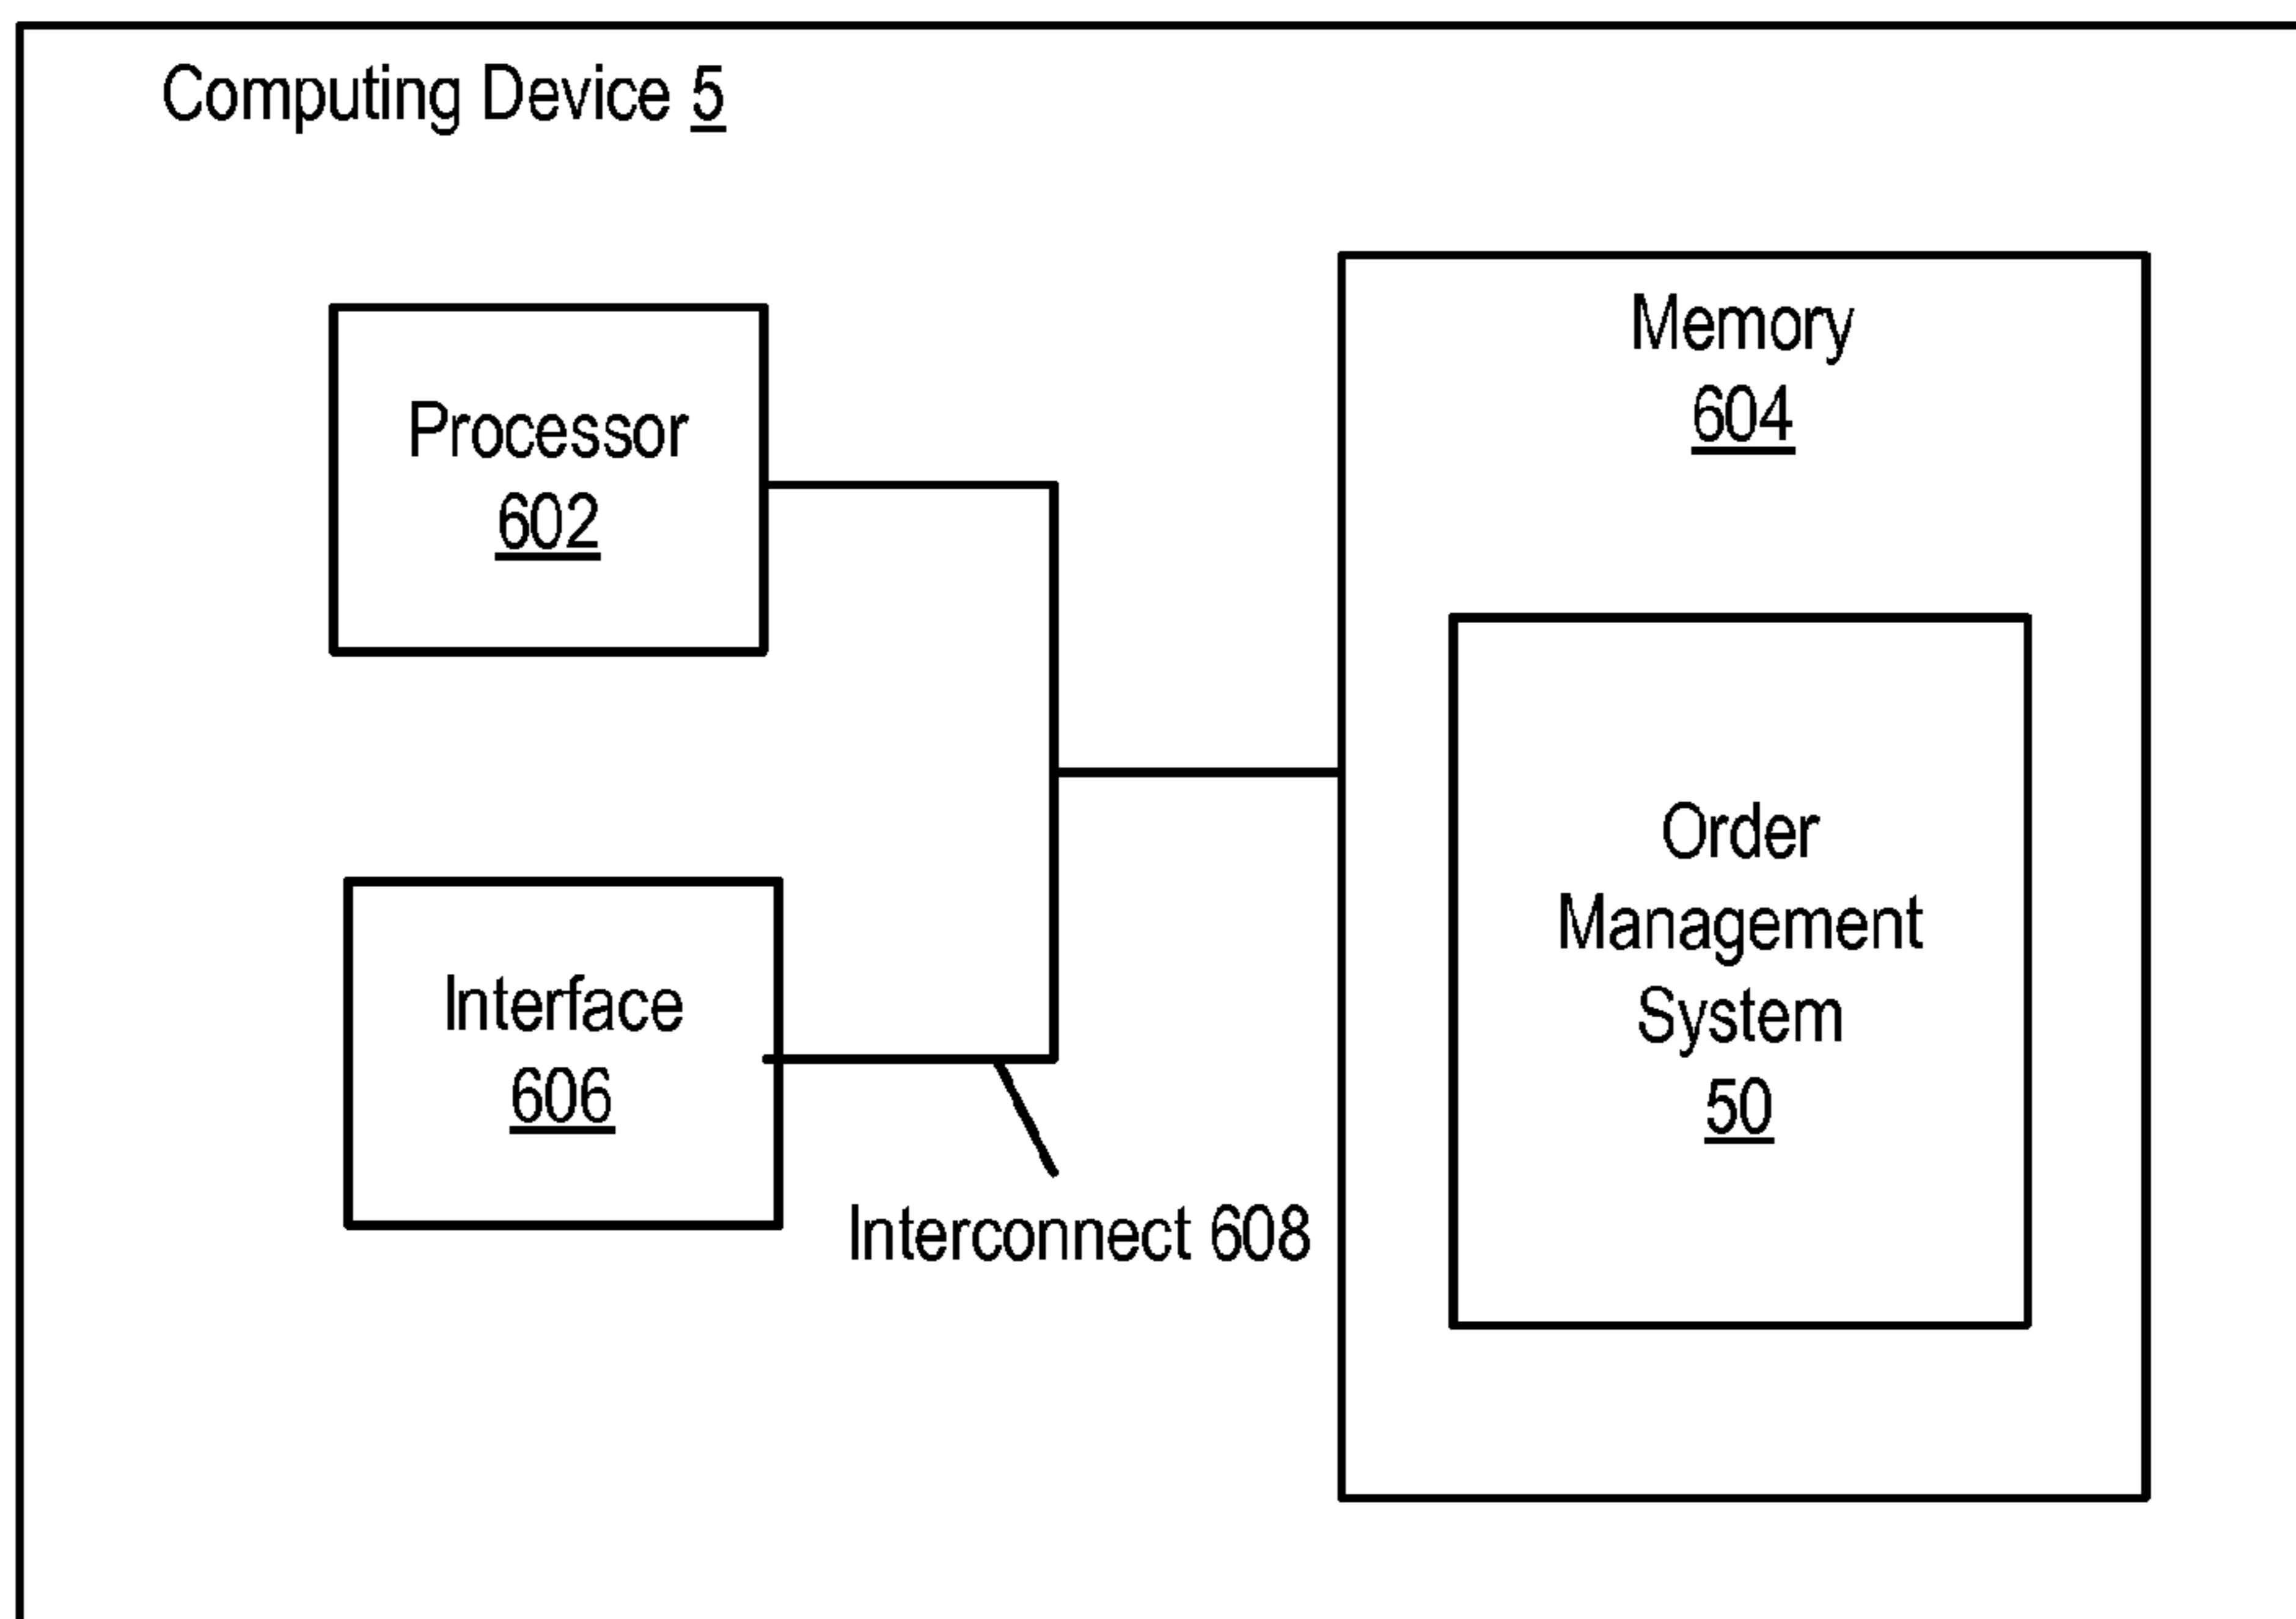 Computing Device 5
Processor
602
Memory
604
Order
Management
System
50
Interface
606
Interconnect 608